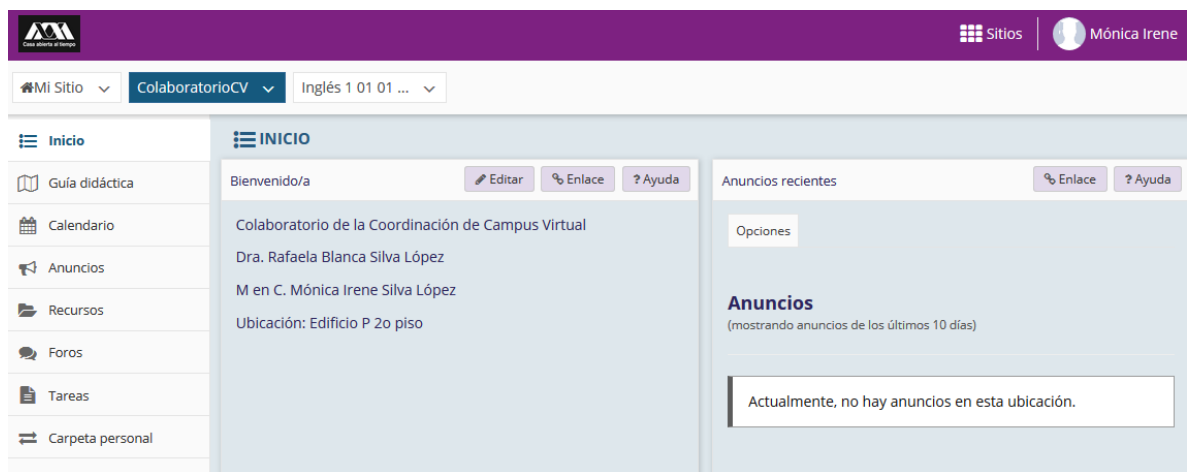 Casa abierta al tiempo
Sitios
Mónica Irene
Mi Sitio
ColaboratorioCV
Inglés 1 01 01 ...
Inicio
Guía didáctica
Calendario
Anuncios
Recursos
Foros
Tareas
Carpeta personal
INICIO
Bienvenido/a
Editar
Enlace
? Ayuda
Colaboratorio de la Coordinación de Campus Virtual
Dra. Rafaela Blanca Silva López
M en C. Mónica Irene Silva López
Ubicación: Edificio P 2o piso
Anuncios recientes
Enlace
? Ayuda
Opciones
Anuncios
(mostrando anuncios de los últimos 10 días)
Actualmente, no hay anuncios en esta ubicación.